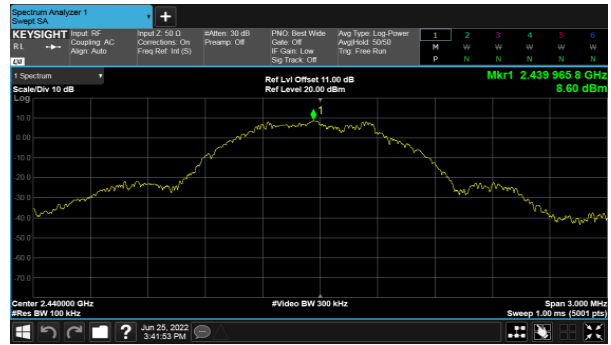 Spectrum Analyzer 1
Swept SA
+
KEYSIGHT Input: RF Input Z: 50 Ω #Atten: 30 dB PNO: Best Wide Avg Type: Log-Power 1 2 3 4 5 6
RL Coupling: AC Corrections: On Preamp: Off Gate: Off Avg|Hold: 50/50 M W W W W W
Align: Auto Freq Ref: Int (S) IF Gain: Low Trig: Free Run
Sig Track: Off P N N N N N
1 Spectrum Ref Lvl Offset 11.00 dB Mkr1 2.439 965 8 GHz
Scale/Div 10 dB Ref Level 20.00 dBm 8.60 dBm
Log
1
10.0
0.00
-10.0
-20.0
-30.0
-40.0
-50.0
-60.0
-70.0
Center 2.440000 GHz #Video BW 300 kHz Span 3.000 MHz
#Res BW 100 kHz Sweep 1.00 ms (5001 pts)
? Jun 25, 2022
3:41:53 PM